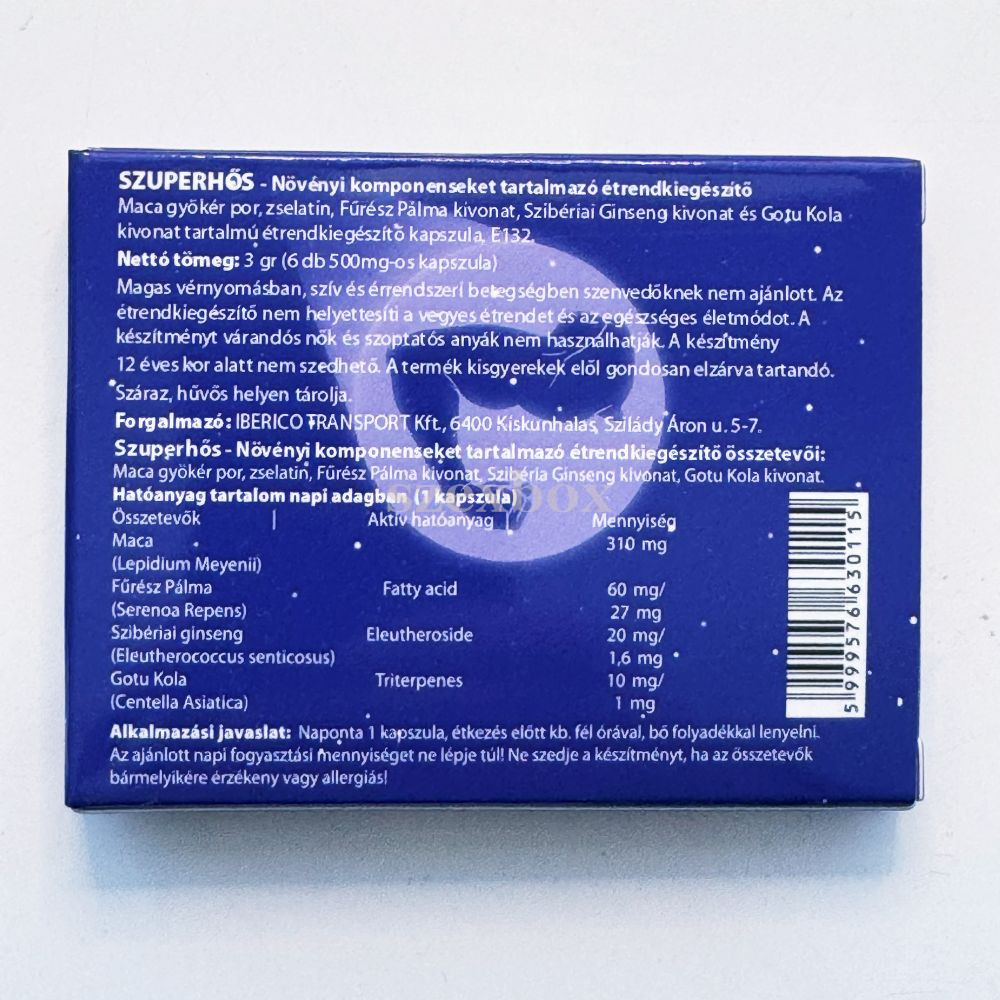 SZUPERHŐS - Növényi komponenseket tartalmazó étrendkiegészítő
Maca gyökér por, zselatin, Fűrész Pálma kivonat, Szibériai Ginseng kivonat és Gotu Kola
kivonat tartalmú étrendkiegészítő kapszula, E132.
Nettó tömeg: 3 gr (6 db 500mg-os kapszula)
Magas vérnyomásban, szív és érrendszeri betegségben szenvedőknek nem ajánlott. Az
étrendkiegészítő nem helyettesíti a vegyes étrendet és az egészséges életmódot. A
készítményt várandós nők és szoptatós anyák nem használhatják. A készítmény
12 éves kor alatt nem szedhető. A termék kisgyerekek elől gondosan elzárva tartandó.
Száraz, hűvős helyen tárolja.
Forgalmazó: IBERICO TRANSPORT Kft., 6400 Kiskunhalas, Szilády Áron u. 5-7.
Szuperhős - Növényi komponenseket tartalmazó étrendkiegészítő összetevői:
Maca gyökér por, zselatin, Fűrész Pálma kivonat, Szibéria Ginseng kivonat, Gotu Kola kivonat.
Hatóanyag tartalom napi adagban (1 kapszula)
SZEXBOX
Összetevők | Aktív hatóanyag | Mennyiség
Maca 310 mg
(Lepidium Meyenii)
Fűrész Pálma Fatty acid 60 mg/
(Serenoa Repens) 27 mg
Szibériai ginseng Eleutheroside 20 mg/
(Eleutherococcus senticosus) 1,6 mg
Gotu Kola Triterpenes 10 mg/
(Centella Asiatica) 1 mg
Alkalmazási javaslat: Naponta 1 kapszula, étkezés előtt kb. fél órával, bő folyadékkal lenyelni.
Az ajánlott napi fogyasztási mennyiséget ne lépje túl! Ne szedje a készítményt, ha az összetevők
bármelyikére érzékeny vagy allergiás!
5 999576 630115